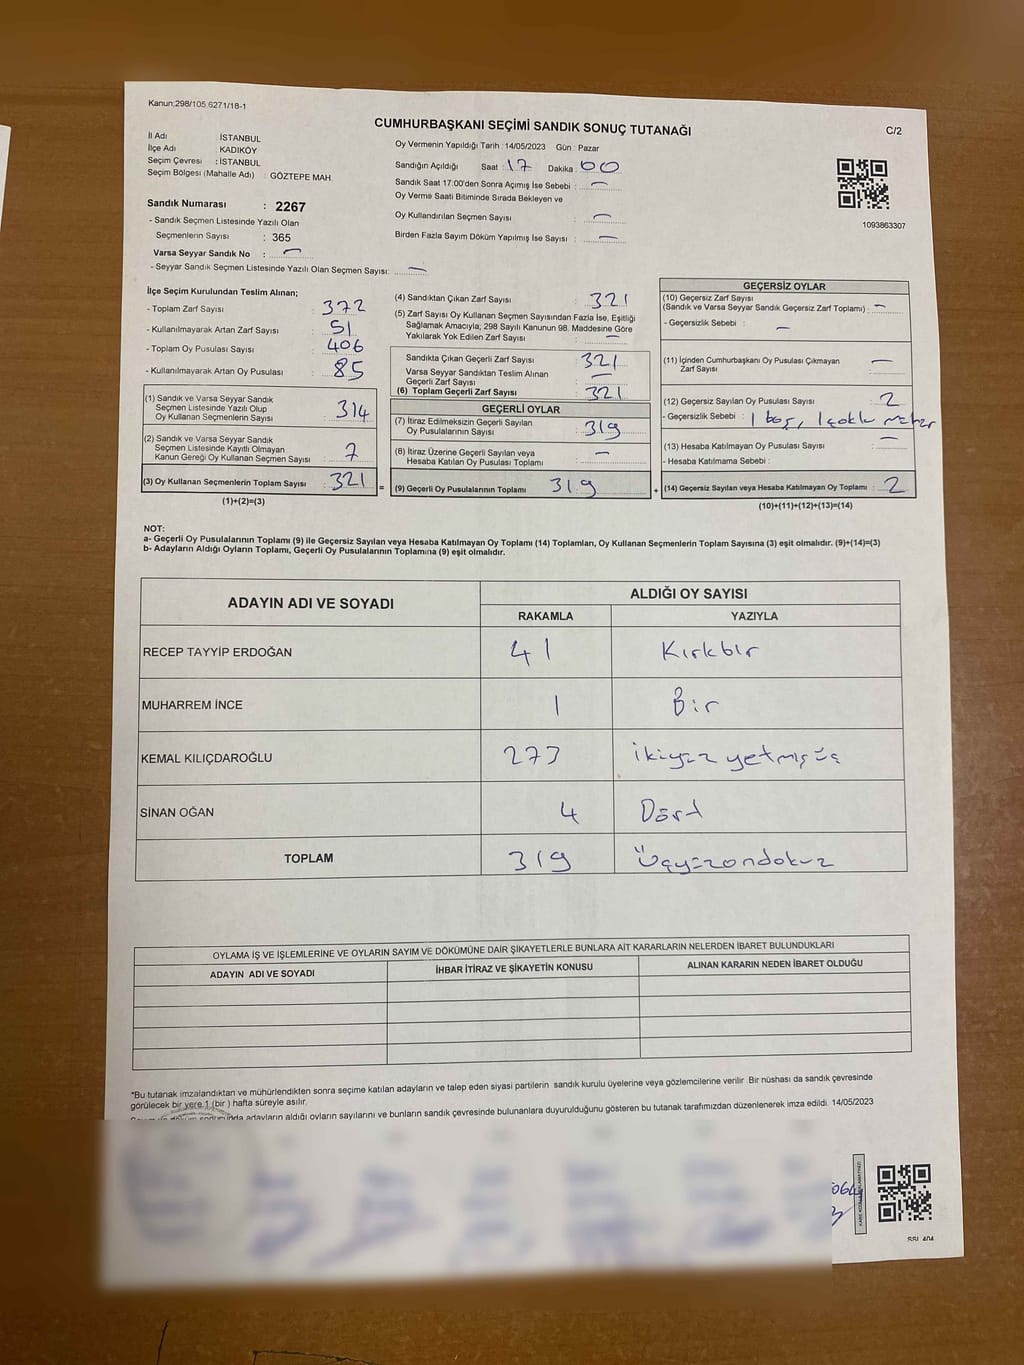 Kanun;298/105 6271/18-1
CUMHURBAŞKANI SEÇİMİ SANDIK SONUÇ TUTANAĞI
C/2
İl Adı : İSTANBUL
İlçe Adı : KADIKÖY
Seçim Çevresi : İSTANBUL
Seçim Bölgesi (Mahalle Adı) : GÖZTEPE MAH.
Oy Vermenin Yapıldığı Tarih : 14/05/2023 Gün : Pazar
Sandığın Açıldığı Saat : 17 Dakika : 00
Sandık Saat 17:00'den Sonra Açımış İse Sebebi : —
Oy Verme Saati Bitiminde Sırada Bekleyen ve
Oy Kullandırılan Seçmen Sayısı : —
Birden Fazla Sayım Döküm Yapılmış İse Sayısı : —
1093863307
Sandık Numarası : 2267
- Sandık Seçmen Listesinde Yazılı Olan
Seçmenlerin Sayısı : 365
Varsa Seyyar Sandık No : —
- Seyyar Sandık Seçmen Listesinde Yazılı Olan Seçmen Sayısı: —
İlçe Seçim Kurulundan Teslim Alınan;
- Toplam Zarf Sayısı : 372
- Kullanılmayarak Artan Zarf Sayısı : 51
- Toplam Oy Pusulası Sayısı : 406
- Kullanılmayarak Artan Oy Pusulası : 85
(1) Sandık ve Varsa Seyyar Sandık
Seçmen Listesinde Yazılı Olup
Oy Kullanan Seçmenlerin Sayısı : 314
(2) Sandık ve Varsa Seyyar Sandık
Seçmen Listesinde Kayıtlı Olmayan
Kanun Gereği Oy Kullanan Seçmen Sayısı : 7
(3) Oy Kullanan Seçmenlerin Toplam Sayısı : 321
(1)+(2)=(3)
(4) Sandıktan Çıkan Zarf Sayısı : 321
(5) Zarf Sayısı Oy Kullanan Seçmen Sayısından Fazla İse, Eşitliği
Sağlamak Amacıyla; 298 Sayılı Kanunun 98. Maddesine Göre
Yakılarak Yok Edilen Zarf Sayısı : —
Sandıkta Çıkan Geçerli Zarf Sayısı : 321
Varsa Seyyar Sandıktan Teslim Alınan
Geçerli Zarf Sayısı : —
(6) Toplam Geçerli Zarf Sayısı : 321
GEÇERLİ OYLAR
(7) İtiraz Edilmeksizin Geçerli Sayılan
Oy Pusulalarının Sayısı : 319
(8) İtiraz Üzerine Geçerli Sayılan veya
Hesaba Katılan Oy Pusulası Toplamı : —
= (9) Geçerli Oy Pusulalarının Toplamı : 319 +
GEÇERSİZ OYLAR
(10) Geçersiz Zarf Sayısı
(Sandık ve Varsa Seyyar Sandık Geçersiz Zarf Toplamı) : —
- Geçersizlik Sebebi : —
(11) İçinden Cumhurbaşkanı Oy Pusulası Çıkmayan
Zarf Sayısı : —
(12) Geçersiz Sayılan Oy Pusulası Sayısı : 2
- Geçersizlik Sebebi : 1 boş, 1 çoklu mühür
(13) Hesaba Katılmayan Oy Pusulası Sayısı : —
- Hesaba Katılmama Sebebi :
(14) Geçersiz Sayılan veya Hesaba Katılmayan Oy Toplamı : 2
(10)+(11)+(12)+(13)=(14)
NOT:
a- Geçerli Oy Pusulalarının Toplamı (9) ile Geçersiz Sayılan veya Hesaba Katılmayan Oy Toplamı (14) Toplamları, Oy Kullanan Seçmenlerin Toplam Sayısına (3) eşit olmalıdır. (9)+(14)=(3)
b- Adayların Aldığı Oyların Toplamı, Geçerli Oy Pusulalarının Toplamına (9) eşit olmalıdır.
ADAYIN ADI VE SOYADI
ALDIĞI OY SAYISI
RAKAMLA YAZIYLA
RECEP TAYYİP ERDOĞAN 41 Kırkbir
MUHARREM İNCE 1 Bir
KEMAL KILIÇDAROĞLU 273 ikiyüz yetmişüç
SİNAN OĞAN 4 Dört
TOPLAM 319 Üçyüzondokuz
OYLAMA İŞ VE İŞLEMLERİNE VE OYLARIN SAYIM VE DÖKÜMÜNE DAİR ŞİKAYETLERLE BUNLARA AİT KARARLARIN NELERDEN İBARET BULUNDUKLARI
ADAYIN ADI VE SOYADI İHBAR İTİRAZ VE ŞİKAYETİN KONUSU ALINAN KARARIN NEDEN İBARET OLDUĞU
*Bu tutanak imzalandıktan ve mühürlendikten sonra seçime katılan adayların ve talep eden siyasi partilerin sandık kurulu üyelerine veya gözlemcilerine verilir .Bir nüshası da sandık çevresinde
görülecek bir yere 1 (bir ) hafta süreyle asılır.
adayların aldığı oyların sayılarını ve bunların sandık çevresinde bulunanlara duyurulduğunu gösteren bu tutanak tarafımızdan düzenlenerek imza edildi. 14/05/2023